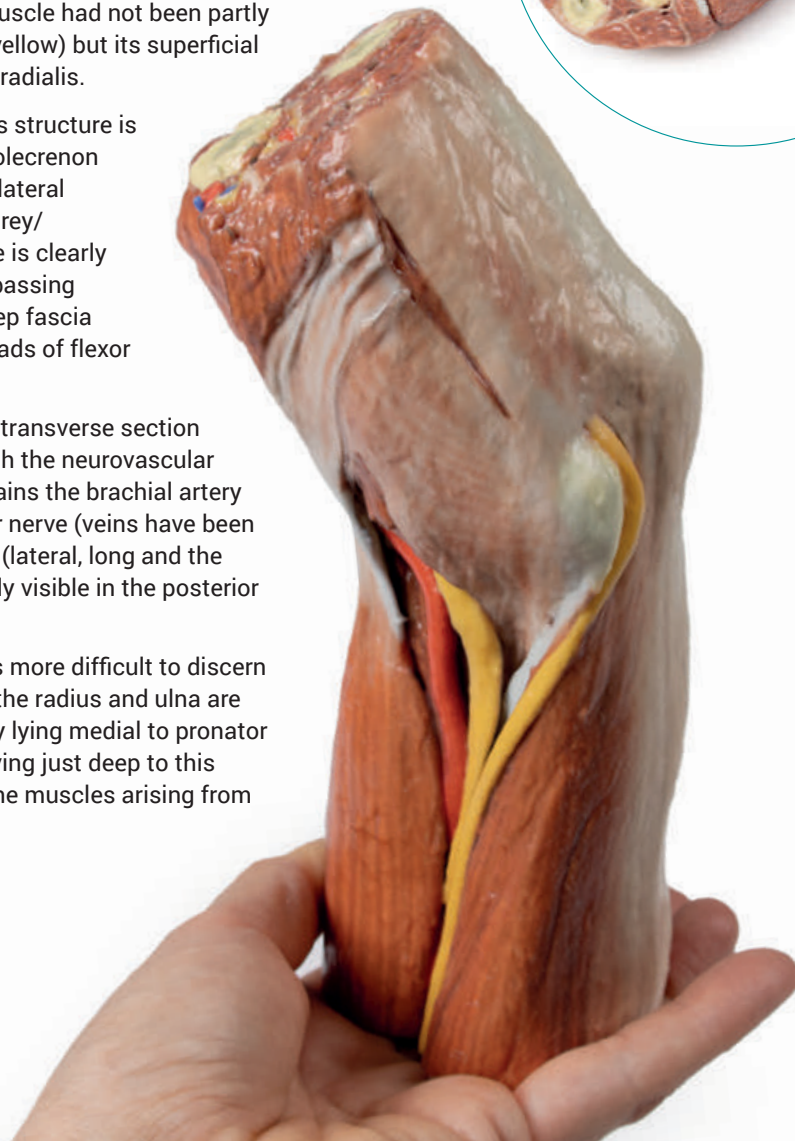 uscle had not been partly
yellow) but its superficial
radialis.
s structure is
olecrenon
lateral
rey/
e is clearly
passing
ep fascia
ads of flexor
transverse section
h the neurovascular
ains the brachial artery
r nerve (veins have been
(lateral, long and the
ly visible in the posterior
s more difficult to discern
the radius and ulna are
y lying medial to pronator
ing just deep to this
ne muscles arising from